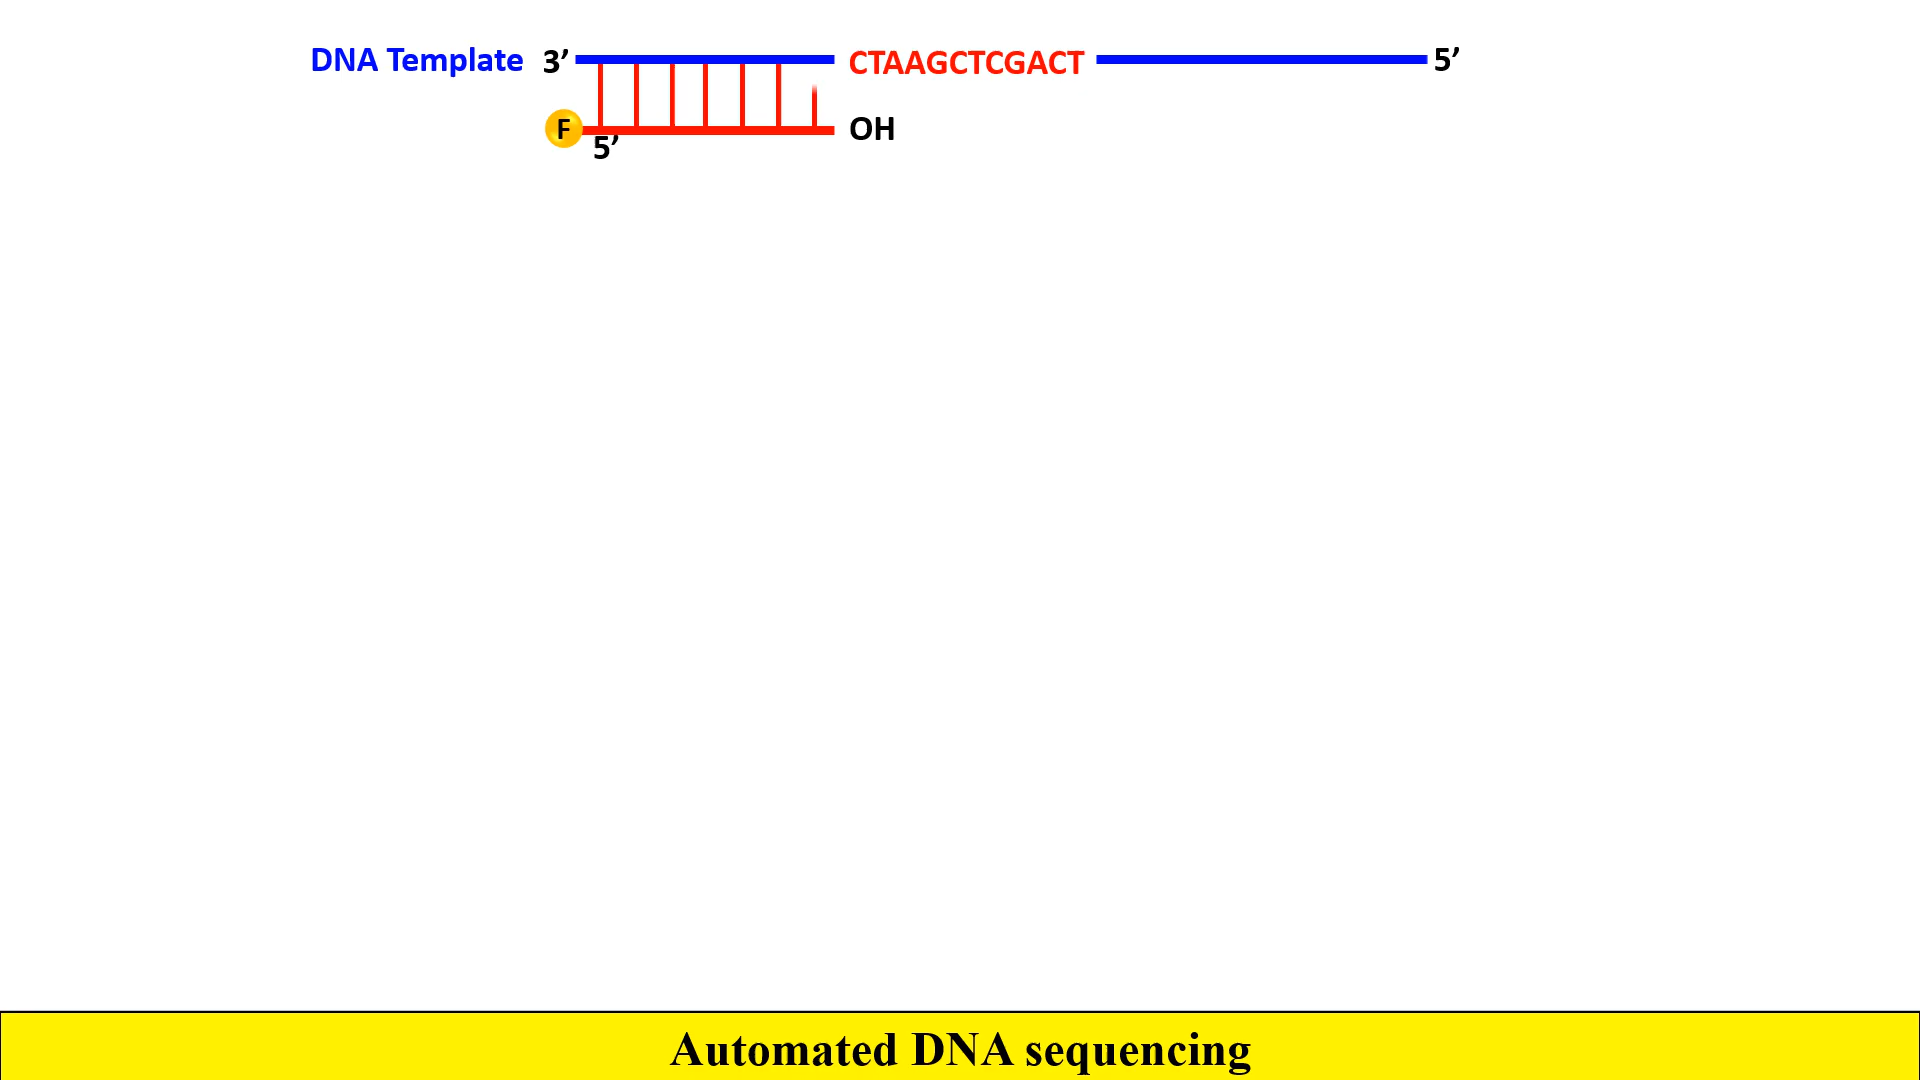 DNA Template 3’ CTAAGCTCGACT 5’
F 5’ OH
Automated DNA sequencing